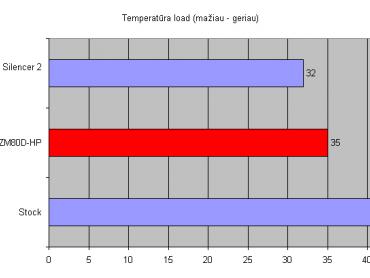 Temperatūra load (mažiau - geriau)
Silencer 2
32
ZM80D-HP
35
Stock
0 5 10 15 20 25 30 35 40